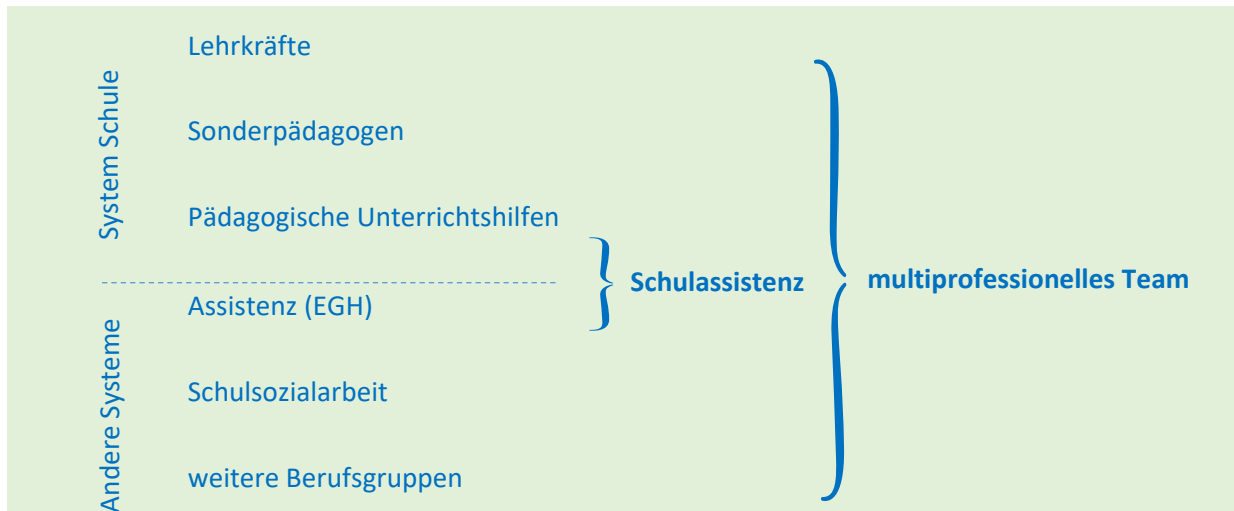 System Schule
Lehrkräfte
Sonderpädagogen
Pädagogische Unterrichtshilfen
Andere Systeme
Assistenz (EGH)
Schulsozialarbeit
weitere Berufsgruppen
Schulassistenz
multiprofessionelles Team